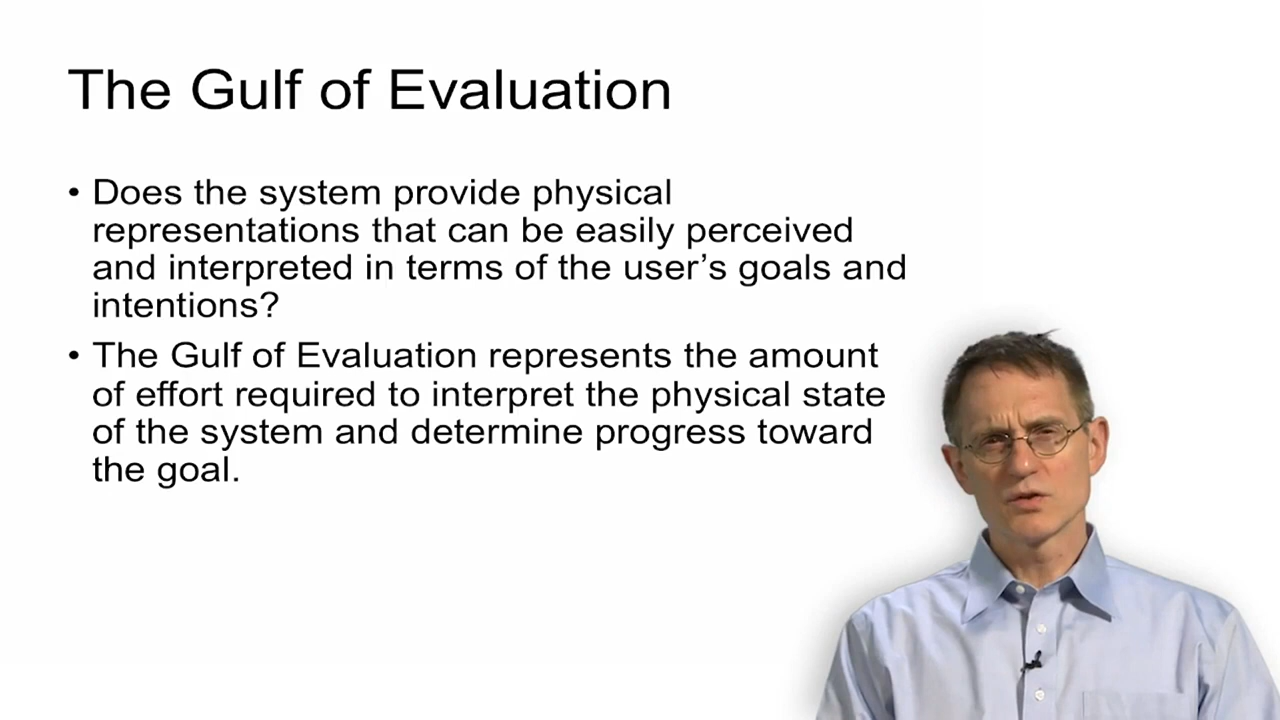 The Gulf of Evaluation
• Does the system provide physical
representations that can be easily perceived
and interpreted in terms of the user’s goals and
intentions?
• The Gulf of Evaluation represents the amount
of effort required to interpret the physical state
of the system and determine progress toward
the goal.